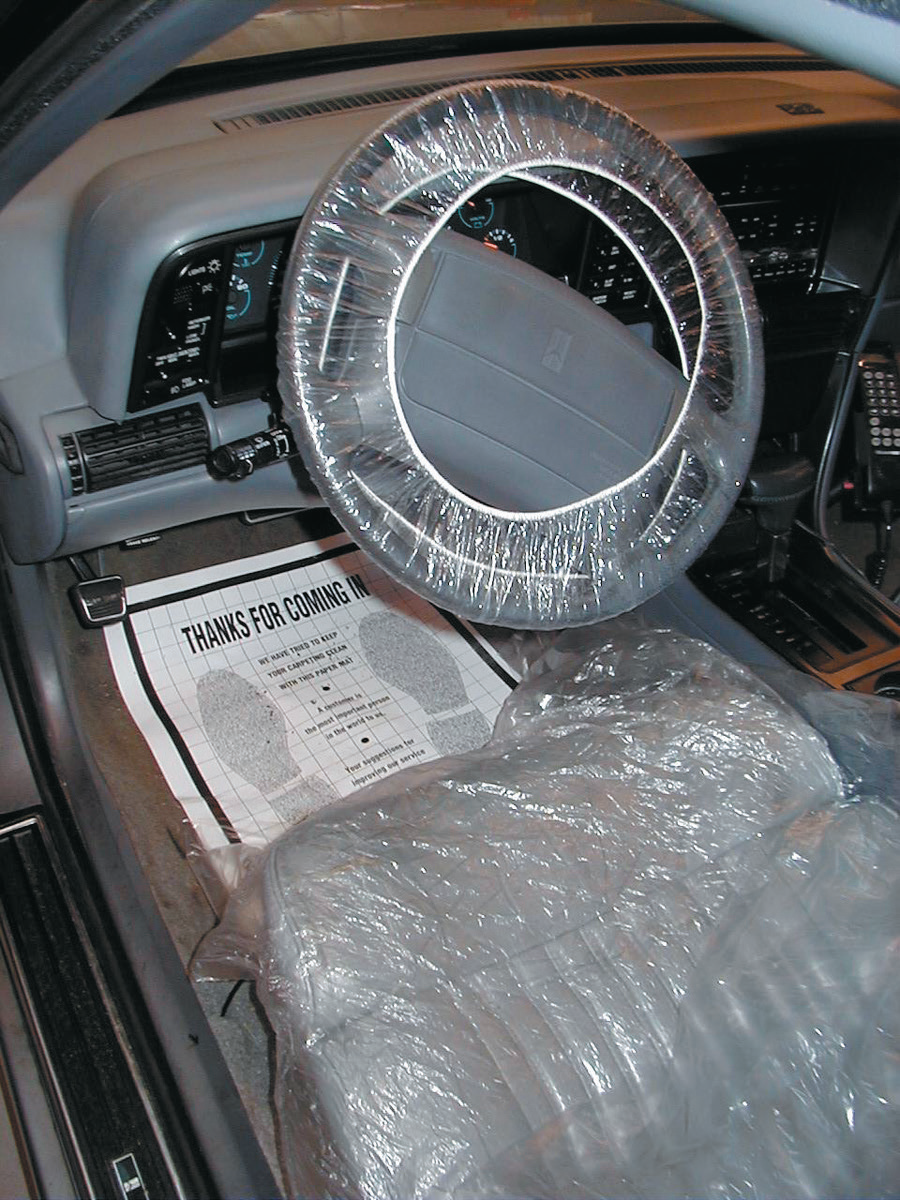 LIGHTS
THANKS FOR COMING IN
WE HAVE TRIED TO KEEP
YOUR CARPETING CLEAN
WITH THIS PAPER MAT
A customer is
the most important person
in the world to us.
Your suggestions for
improving our service